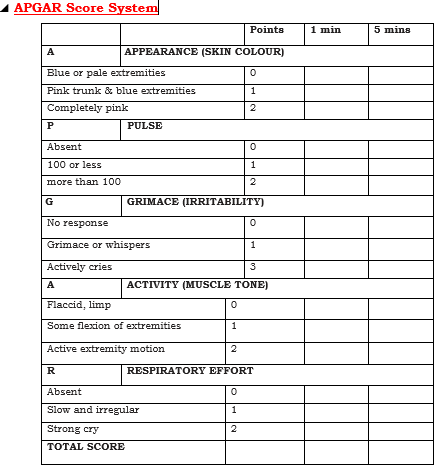 APGAR Score System
Points 1 min 5 mins
A APPEARANCE (SKIN COLOUR)
Blue or pale extremities 0
Pink trunk & blue extremities 1
Completely pink 2
P PULSE
Absent 0
100 or less 1
more than 100 2
G GRIMACE (IRRITABILITY)
No response 0
Grimace or whispers 1
Actively cries 3
A ACTIVITY (MUSCLE TONE)
Flaccid, limp 0
Some flexion of extremities 1
Active extremity motion 2
R RESPIRATORY EFFORT
Absent 0
Slow and irregular 1
Strong cry 2
TOTAL SCORE